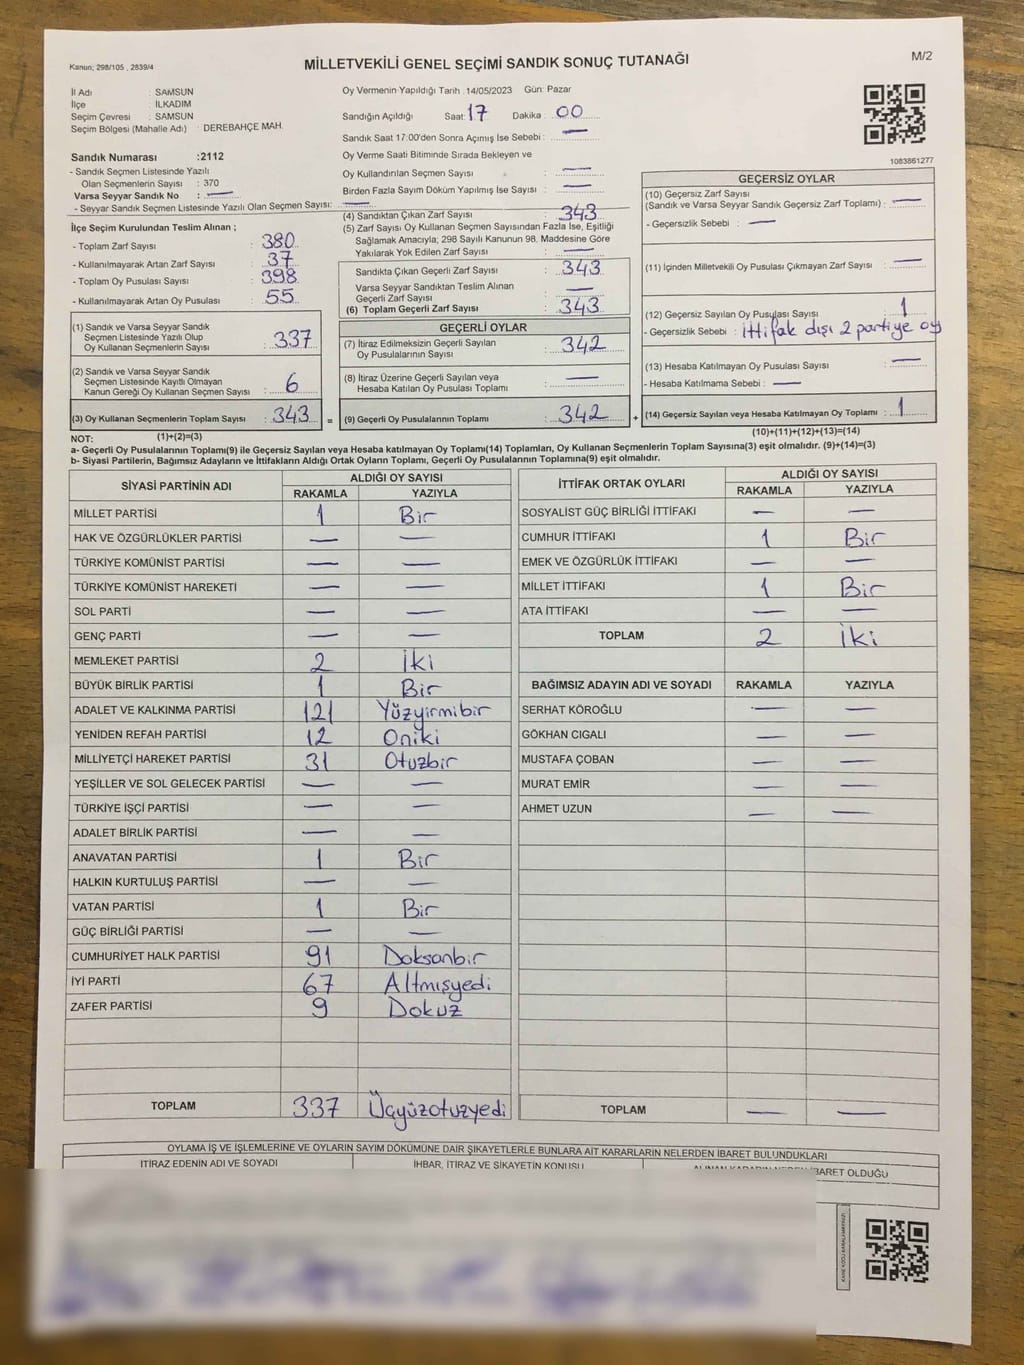 Kanun; 298/105 , 2839/4
MİLLETVEKİLİ GENEL SEÇİMİ SANDIK SONUÇ TUTANAĞI
M/2
İl Adı : SAMSUN
İlçe : İLKADIM
Seçim Çevresi : SAMSUN
Seçim Bölgesi (Mahalle Adı) : DEREBAHÇE MAH.
Sandık Numarası :2112
- Sandık Seçmen Listesinde Yazılı
Olan Seçmenlerin Sayısı : 370
Varsa Seyyar Sandık No : —
- Seyyar Sandık Seçmen Listesinde Yazılı Olan Seçmen Sayısı: —
İlçe Seçim Kurulundan Teslim Alınan ;
- Toplam Zarf Sayısı : 380
- Kullanılmayarak Artan Zarf Sayısı : 37
- Toplam Oy Pusulası Sayısı : 398
- Kullanılmayarak Artan Oy Pusulası : 55
(1) Sandık ve Varsa Seyyar Sandık
Seçmen Listesinde Yazılı Olup
Oy Kullanan Seçmenlerin Sayısı : 337
(2) Sandık ve Varsa Seyyar Sandık
Seçmen Listesinde Kayıtlı Olmayan
Kanun Gereği Oy Kullanan Seçmen Sayısı : 6
(3) Oy Kullanan Seçmenlerin Toplam Sayısı : 343 =
Oy Vermenin Yapıldığı Tarih : 14/05/2023 Gün: Pazar
Sandığın Açıldığı Saat: 17 Dakika : 00
Sandık Saat 17:00'den Sonra Açmış İse Sebebi : —
Oy Verme Saati Bitiminde Sırada Bekleyen ve
Oy Kullandırılan Seçmen Sayısı : —
Birden Fazla Sayım Döküm Yapılmış İse Sayısı : —
(4) Sandıktan Çıkan Zarf Sayısı : 343
(5) Zarf Sayısı Oy Kullanan Seçmen Sayısından Fazla İse, Eşitliği
Sağlamak Amacıyla; 298 Sayılı Kanunun 98. Maddesine Göre
Yakılarak Yok Edilen Zarf Sayısı : —
Sandıkta Çıkan Geçerli Zarf Sayısı : 343
Varsa Seyyar Sandıktan Teslim Alınan
Geçerli Zarf Sayısı : —
(6) Toplam Geçerli Zarf Sayısı : 343
GEÇERLİ OYLAR
(7) İtiraz Edilmeksizin Geçerli Sayılan
Oy Pusulalarının Sayısı : 342
(8) İtiraz Üzerine Geçerli Sayılan veya
Hesaba Katılan Oy Pusulası Toplamı : —
(9) Geçerli Oy Pusulalarının Toplamı : 342 +
1083861277
GEÇERSİZ OYLAR
(10) Geçersiz Zarf Sayısı
(Sandık ve Varsa Seyyar Sandık Geçersiz Zarf Toplamı) : —
- Geçersizlik Sebebi : —
(11) İçinden Milletvekili Oy Pusulası Çıkmayan Zarf Sayısı : —
(12) Geçersiz Sayılan Oy Pusulası Sayısı : 1
- Geçersizlik Sebebi : İttifak dışı 2 partiye oy
(13) Hesaba Katılmayan Oy Pusulası Sayısı : —
- Hesaba Katılmama Sebebi : —
(14) Geçersiz Sayılan veya Hesaba Katılmayan Oy Toplamı : 1
NOT: (1)+(2)=(3) (10)+(11)+(12)+(13)=(14)
a- Geçerli Oy Pusulalarının Toplamı(9) ile Geçersiz Sayılan veya Hesaba katılmayan Oy Toplamı(14) Toplamları, Oy Kullanan Seçmenlerin Toplam Sayısına(3) eşit olmalıdır. (9)+(14)=(3)
b- Siyasi Partilerin, Bağımsız Adayların ve İttifakların Aldığı Ortak Oyların Toplamı, Geçerli Oy Pusulalarının Toplamına(9) eşit olmalıdır.
SİYASİ PARTİNİN ADI ALDIĞI OY SAYISI
RAKAMLA YAZIYLA
MİLLET PARTİSİ 1 Bir
HAK VE ÖZGÜRLÜKLER PARTİSİ — —
TÜRKİYE KOMÜNİST PARTİSİ — —
TÜRKİYE KOMÜNİST HAREKETİ — —
SOL PARTİ — —
GENÇ PARTİ — —
MEMLEKET PARTİSİ 2 İki
BÜYÜK BİRLİK PARTİSİ 1 Bir
ADALET VE KALKINMA PARTİSİ 121 Yüzyirmibir
YENİDEN REFAH PARTİSİ 12 Oniki
MİLLİYETÇİ HAREKET PARTİSİ 31 Otuzbir
YEŞİLLER VE SOL GELECEK PARTİSİ — —
TÜRKİYE İŞÇİ PARTİSİ — —
ADALET BİRLİK PARTİSİ — —
ANAVATAN PARTİSİ 1 Bir
HALKIN KURTULUŞ PARTİSİ — —
VATAN PARTİSİ 1 Bir
GÜÇ BİRLİĞİ PARTİSİ — —
CUMHURİYET HALK PARTİSİ 91 Doksanbir
İYİ PARTİ 67 Altmışyedi
ZAFER PARTİSİ 9 Dokuz
TOPLAM 337 Üçyüzotuzyedi
İTTİFAK ORTAK OYLARI ALDIĞI OY SAYISI
RAKAMLA YAZIYLA
SOSYALİST GÜÇ BİRLİĞİ İTTİFAKI — —
CUMHUR İTTİFAKI 1 Bir
EMEK VE ÖZGÜRLÜK İTTİFAKI — —
MİLLET İTTİFAKI 1 Bir
ATA İTTİFAKI — —
TOPLAM 2 İki
BAĞIMSIZ ADAYIN ADI VE SOYADI RAKAMLA YAZIYLA
SERHAT KÖROĞLU — —
GÖKHAN CIGALI — —
MUSTAFA ÇOBAN — —
MURAT EMİR — —
AHMET UZUN — —
TOPLAM — —
OYLAMA İŞ VE İŞLEMLERİNE VE OYLARIN SAYIM DÖKÜMÜNE DAİR ŞİKAYETLERLE BUNLARA AİT KARARLARIN NELERDEN İBARET BULUNDUKLARI
İTİRAZ EDENİN ADI VE SOYADI İHBAR, İTİRAZ VE ŞİKAYETİN KONUSU İBARET OLDUĞU